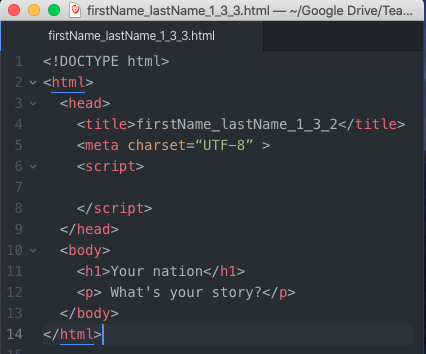 firstName_lastName_1_3_3.html — ~/Google Drive/Tea...
firstName_lastName_1_3_3.html
1 <!DOCTYPE html>
2 <html>
3 <head>
4 <title>firstName_lastName_1_3_2</title>
5 <meta charset=“UTF-8” >
6 <script>
7
8 </script>
9 </head>
10 <body>
11 <h1>Your nation</h1>
12 <p> What's your story?</p>
13 </body>
14 </html>
15